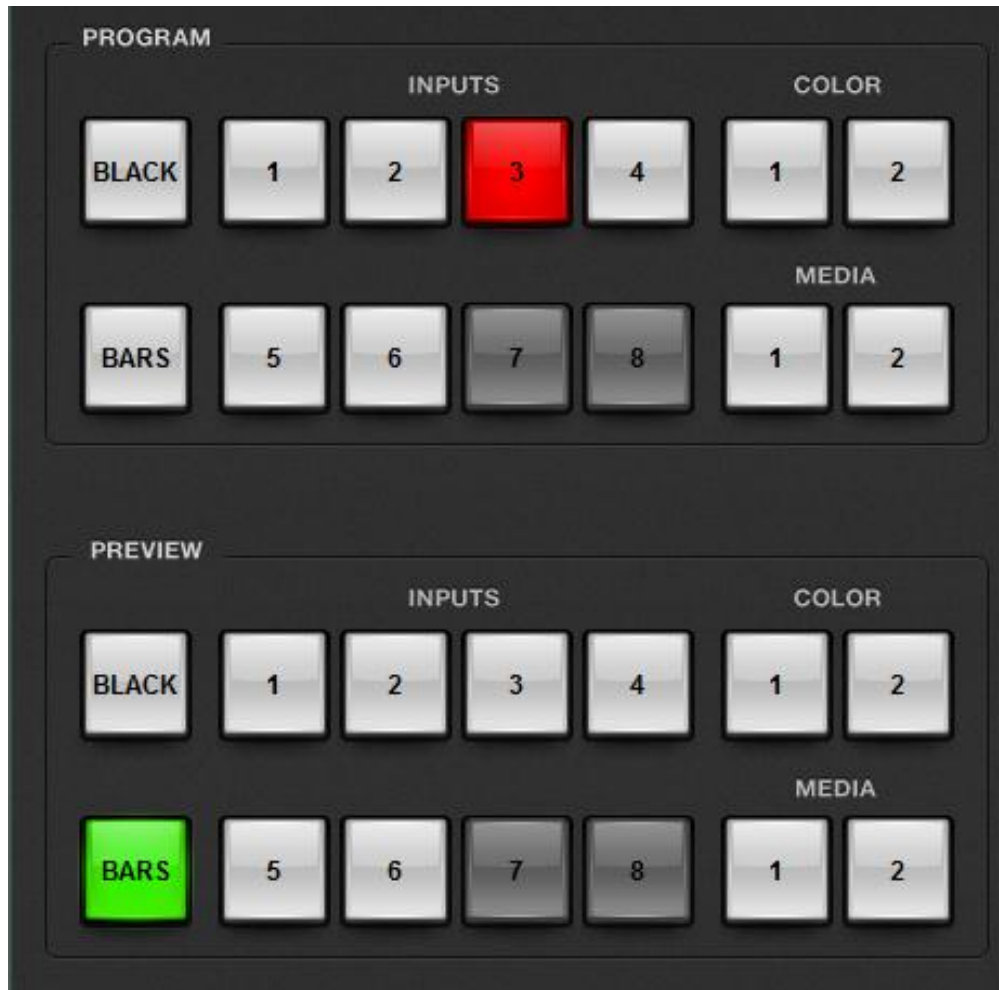 PROGRAM
INPUTS COLOR
BLACK 1 2 3 4 1 2
MEDIA
BARS 5 6 7 8 1 2
PREVIEW
INPUTS COLOR
BLACK 1 2 3 4 1 2
MEDIA
BARS 5 6 7 8 1 2